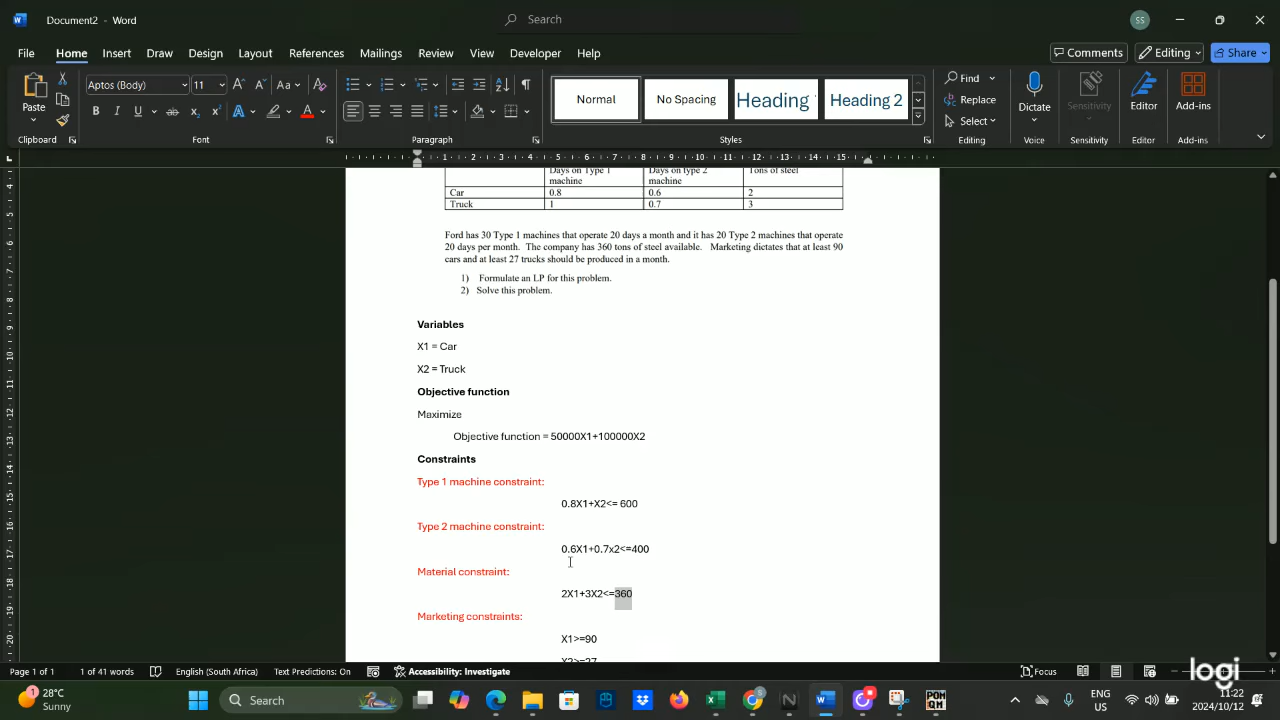 Document2 - Word
Search
SS
File Home Insert Draw Design Layout References Mailings Review View Developer Help
Comments Editing Share
Paste
Aptos (Body) 11
Normal No Spacing Heading Heading 2
Find
Replace
Select
Dictate Sensitivity Editor Add-ins
Clipboard Font Paragraph Styles Editing Voice Sensitivity Editor Add-ins
Days on Type 1 machine Days on type 2 machine Tons of steel
Car 0.8 0.6 2
Truck 1 0.7 3
Ford has 30 Type 1 machines that operate 20 days a month and it has 20 Type 2 machines that operate
20 days per month. The company has 360 tons of steel available. Marketing dictates that at least 90
cars and at least 27 trucks should be produced in a month.
1) Formulate an LP for this problem.
2) Solve this problem.
Variables
X1 = Car
X2 = Truck
Objective function
Maximize
Objective function = 50000X1+100000X2
Constraints
Type 1 machine constraint:
0.8X1+X2<= 600
Type 2 machine constraint:
0.6X1+0.7x2<=400
Material constraint:
2X1+3X2<=360
Marketing constraints:
X1>=90
X2>=27
Page 1 of 1 1 of 41 words English (South Africa) Text Predictions: On Accessibility: Investigate Focus
logi
28°C
Sunny
Search
ENG
US
11:22
2024/10/12